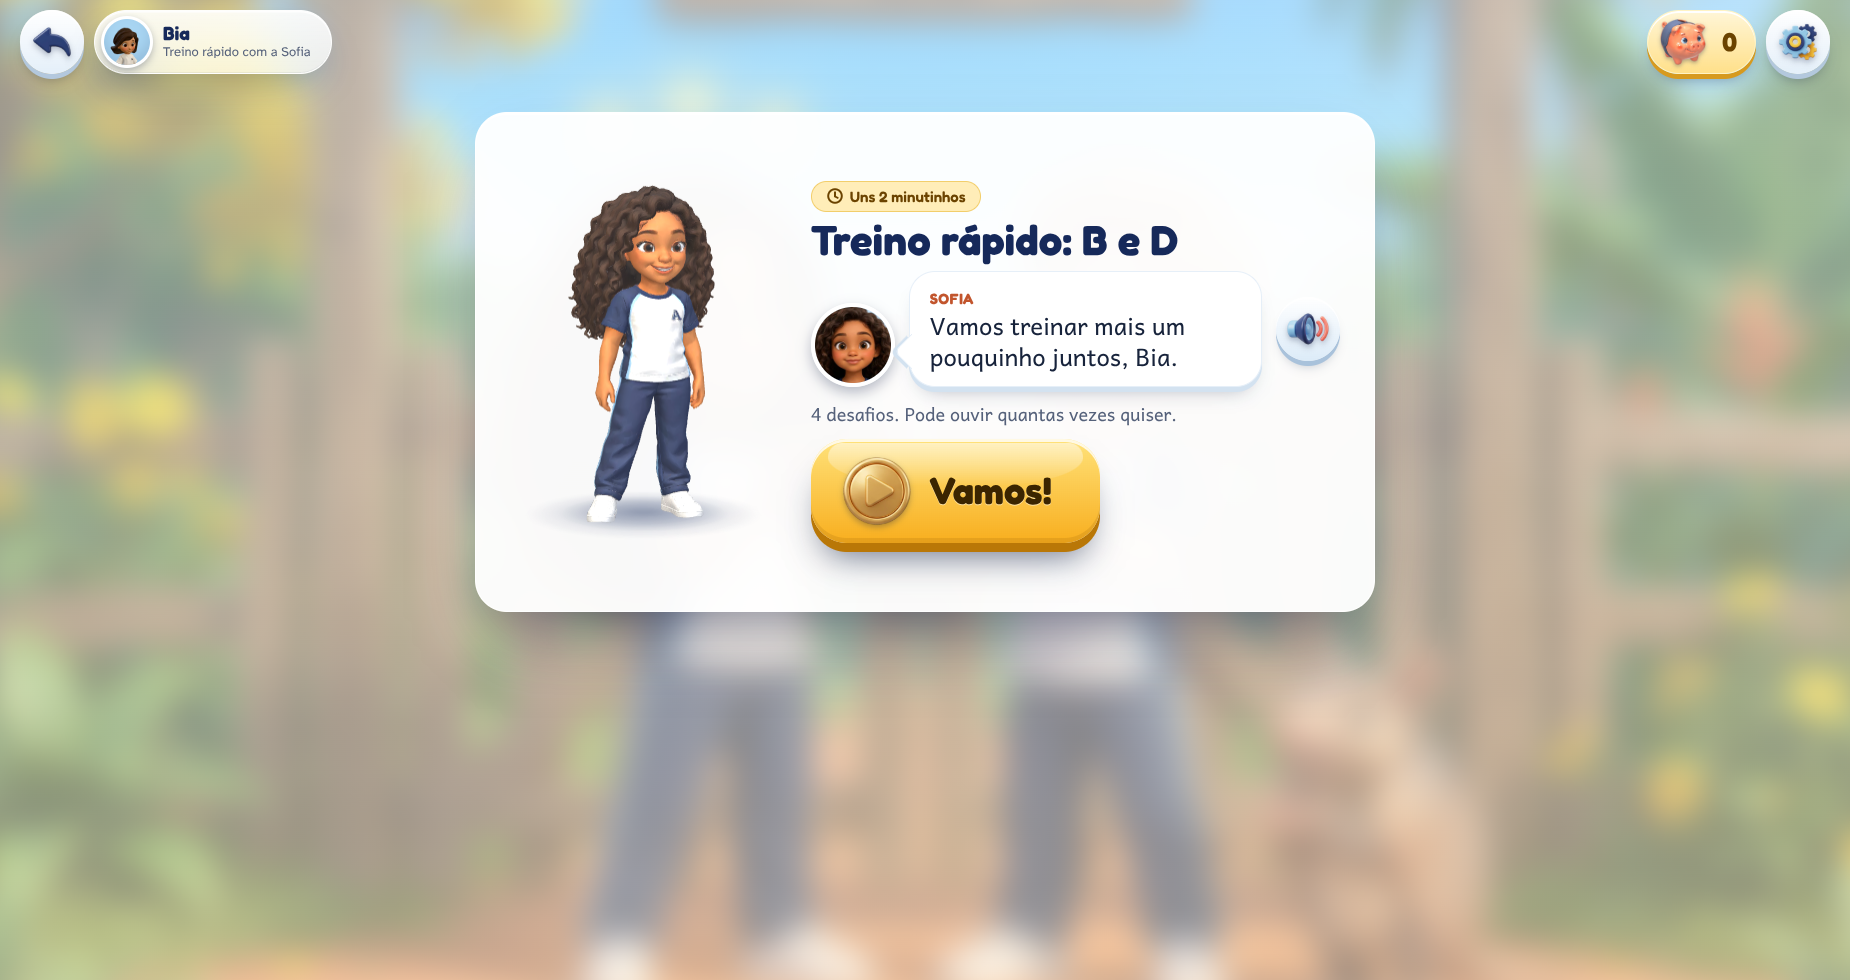 Bia
Treino rápido com a Sofia
0
Uns 2 minutinhos
Treino rápido: B e D
SOFIA
Vamos treinar mais um
pouquinho juntos, Bia.
4 desafios. Pode ouvir quantas vezes quiser.
Vamos!
A